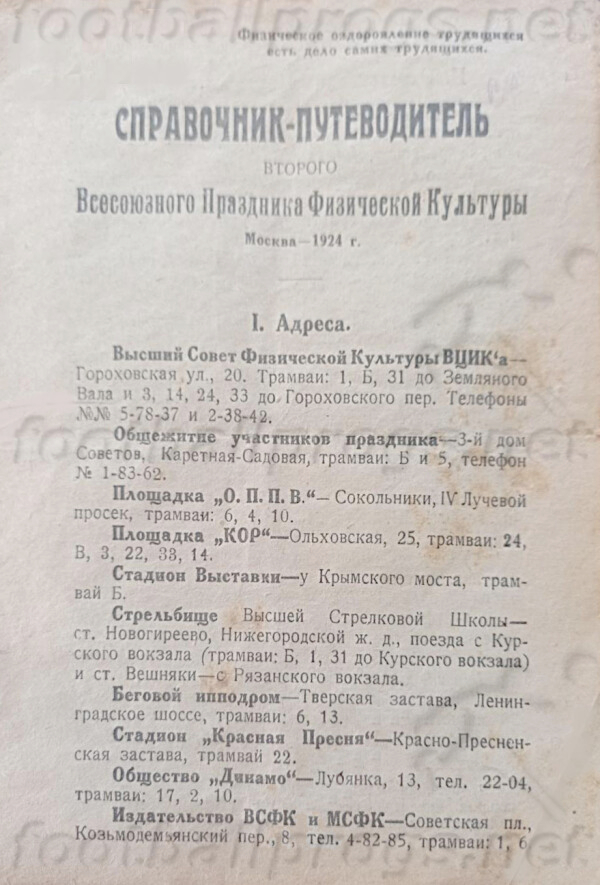 Физическое оздоровление трудящихся
есть дело самих трудящихся.
СПРАВОЧНИК-ПУТЕВОДИТЕЛЬ
ВТОРОГО
Всесоюзного Праздника Физической Культуры
Москва—1924 г.
I. Адреса.
Высший Совет Физической Культуры ВЦИК'а—
Гороховская ул., 20. Трамваи: 1, Б, 31 до Земляного
Вала и 3, 14, 24, 33 до Гороховского пер. Телефоны
№№ 5-78-37 и 2-38-42.
Общежитие участников праздника—3-й дом
Советов, Каретная-Садовая, трамваи: Б и 5, телефон
№ 1-83-62.
Площадка „О. П. П. В.“—Сокольники, IV Лучевой
просек, трамваи: 6, 4, 10.
Площадка „КОР“—Ольховская, 25, трамваи: 24,
В, 3, 22, 33, 14.
Стадион Выставки—у Крымского моста, трам-
вай Б.
Стрельбище Высшей Стрелковой Школы—
ст. Новогиреево, Нижегородской ж. д., поезда с Кур-
ского вокзала (трамваи: Б, 1, 31 до Курского вокзала)
и ст. Вешняки—с Рязанского вокзала.
Беговой ипподром—Тверская застава, Ленин-
градское шоссе, трамваи: 6, 13.
Стадион „Красная Пресня“—Красно-Преснен-
ская застава, трамвай 22.
Общество „Динамо“—Лубянка, 13, тел. 22-04,
трамваи: 17, 2, 10.
Издательство ВСФК и МСФК—Советская пл.,
Козьмодемьянский пер., 8, тел. 4-82-85, трамваи: 1, 6